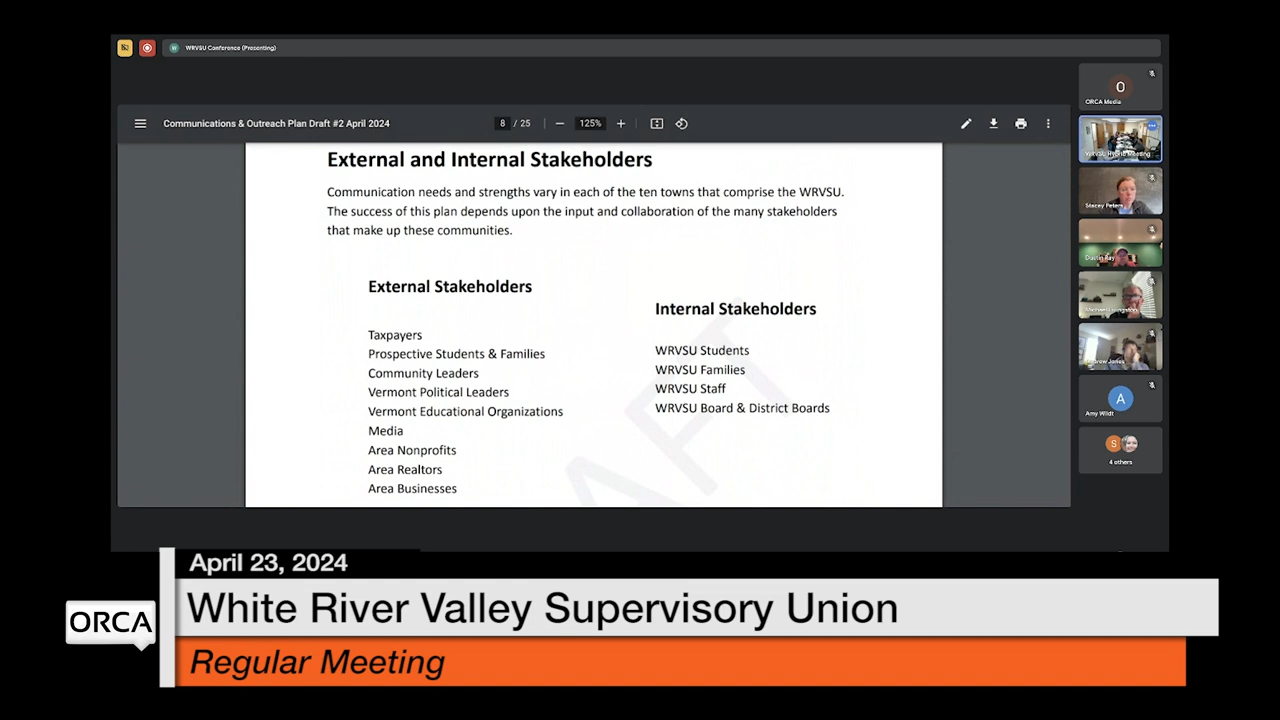 WRVSU Conference (Presenting)
Communications & Outreach Plan Draft #2 April 2024
8 / 25
125%
External and Internal Stakeholders
Communication needs and strengths vary in each of the ten towns that comprise the WRVSU.
The success of this plan depends upon the input and collaboration of the many stakeholders
that make up these communities.
External Stakeholders
Taxpayers
Prospective Students & Families
Community Leaders
Vermont Political Leaders
Vermont Educational Organizations
Media
Area Nonprofits
Area Realtors
Area Businesses
Internal Stakeholders
WRVSU Students
WRVSU Families
WRVSU Staff
WRVSU Board & District Boards
AFT
O
ORCA Media
WRVSU Hybrid Meeting
Stacey Peters
Dustin Ray
A
Amy Wildt
S
4 others
April 23, 2024
White River Valley Supervisory Union
ORCA
Regular Meeting